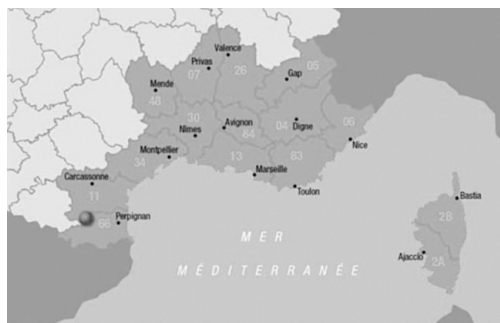 Valence
Privas
07
26
05
Gap
Mende
48
30
Avignon
04
06
Nimes
84
Digne
Nice
Montpellier
34
13
83
Marseille
Carcassonne
11
Toulon
66
Perpignan
Bastia
2B
MER
Ajaccio
2A
MÉDITERRANÉE